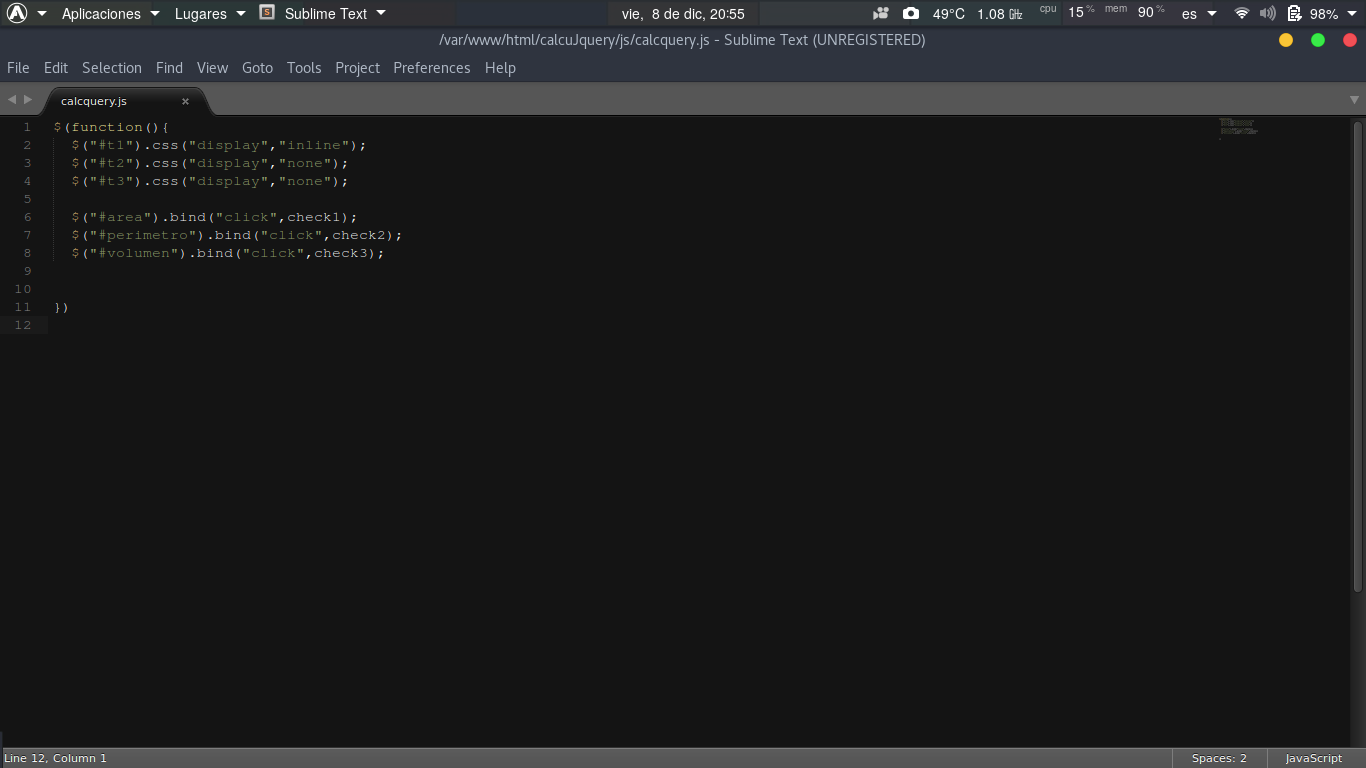 Aplicaciones Lugares Sublime Text vie, 8 de dic, 20:55 49°C 1.08 GHz cpu 15 % mem 90 % es 98%
/var/www/html/calcuJquery/js/calcquery.js - Sublime Text (UNREGISTERED)
File Edit Selection Find View Goto Tools Project Preferences Help
calcquery.js ×
1 $(function(){
2 $("#t1").css("display","inline");
3 $("#t2").css("display","none");
4 $("#t3").css("display","none");
5
6 $("#area").bind("click",check1);
7 $("#perimetro").bind("click",check2);
8 $("#volumen").bind("click",check3);
9
10
11 })
12
Line 12, Column 1 Spaces: 2 JavaScript